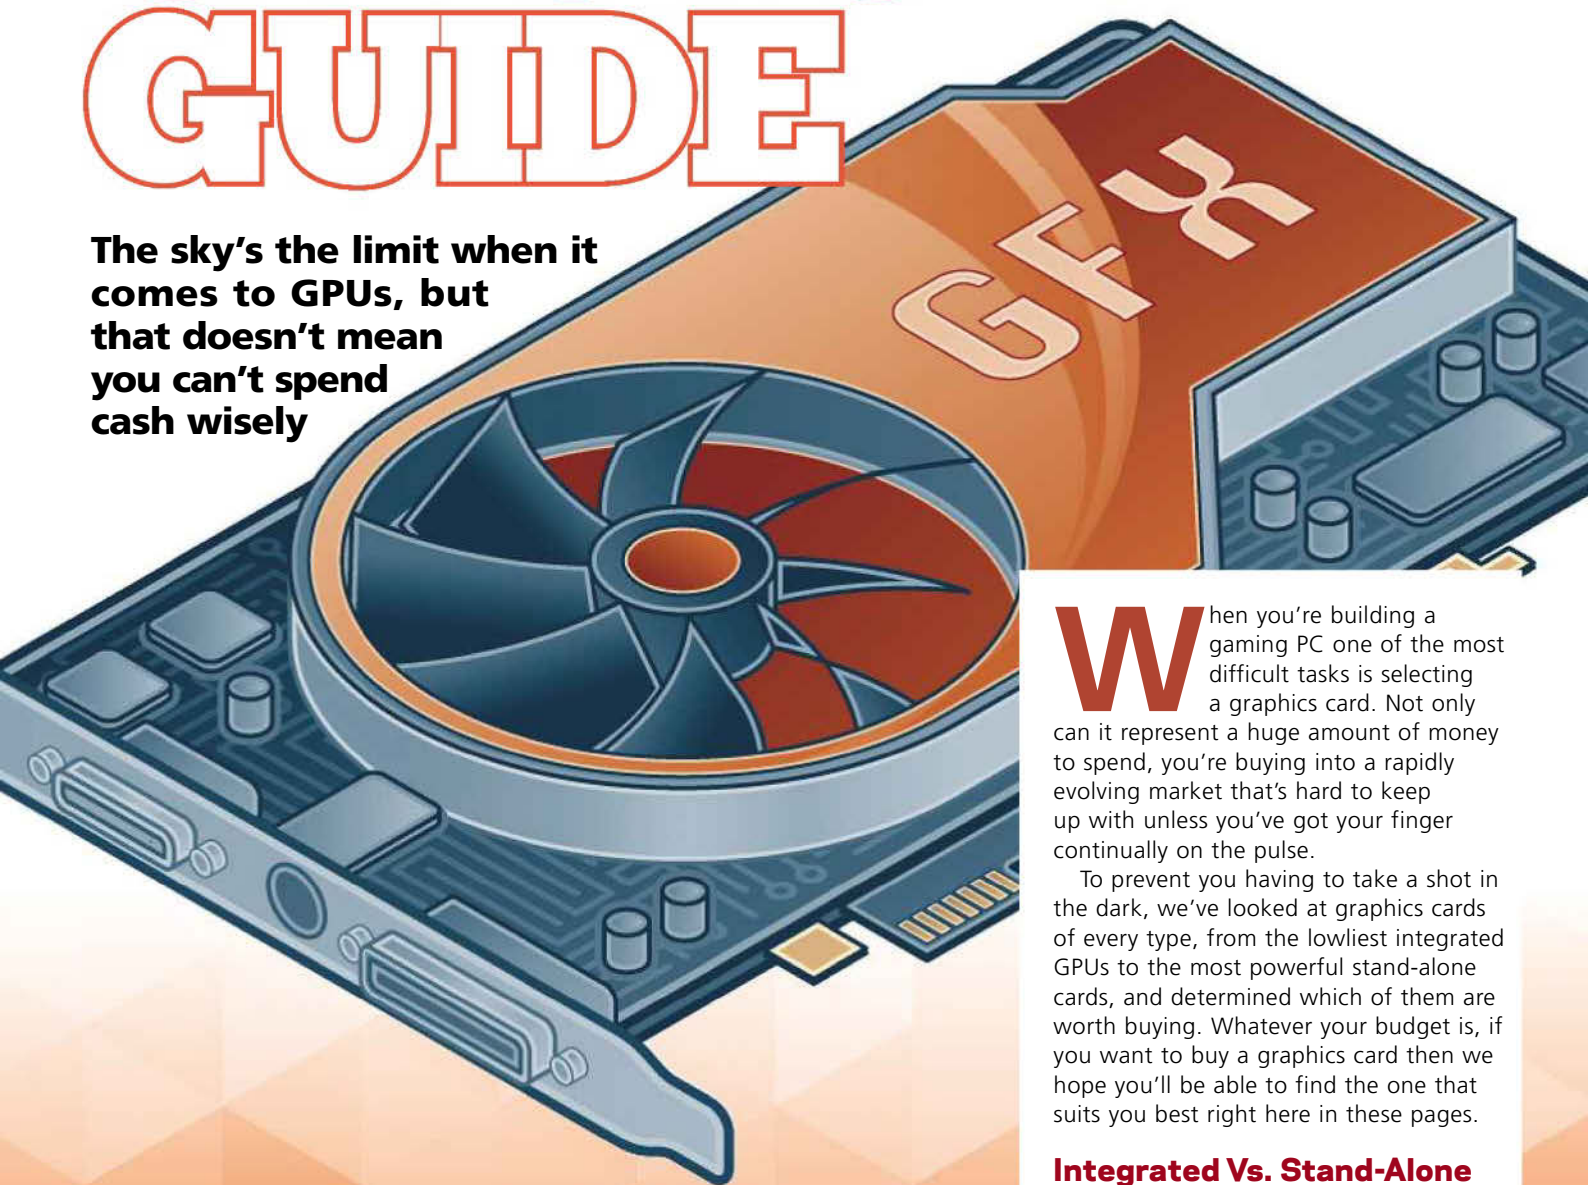 GUIDE
The sky's the limit when it
comes to GPUs, but
that doesn't mean
you can't spend
cash wisely
GFX
When you're building a
gaming PC one of the most
difficult tasks is selecting
a graphics card. Not only
can it represent a huge amount of money
to spend, you're buying into a rapidly
evolving market that's hard to keep
up with unless you've got your finger
continually on the pulse.
To prevent you having to take a shot in
the dark, we've looked at graphics cards
of every type, from the lowliest integrated
GPUs to the most powerful stand-alone
cards, and determined which of them are
worth buying. Whatever your budget is, if
you want to buy a graphics card then we
hope you'll be able to find the one that
suits you best right here in these pages.
Integrated Vs. Stand-Alone